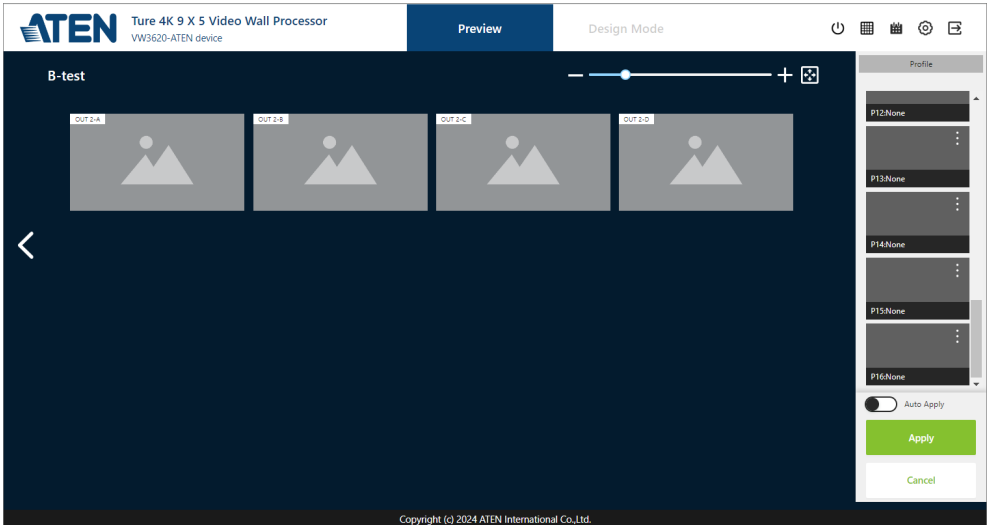 ATEN
Ture 4K 9 X 5 Video Wall Processor
VW3620-ATEN device
Preview
Design Mode
Profile
B-test
OUT 2-A
OUT 2-B
OUT 2-C
OUT 2-D
P12:None
P13:None
P14:None
P15:None
P16:None
Auto Apply
Apply
Cancel
Copyright (c) 2024 ATEN International Co.,Ltd.